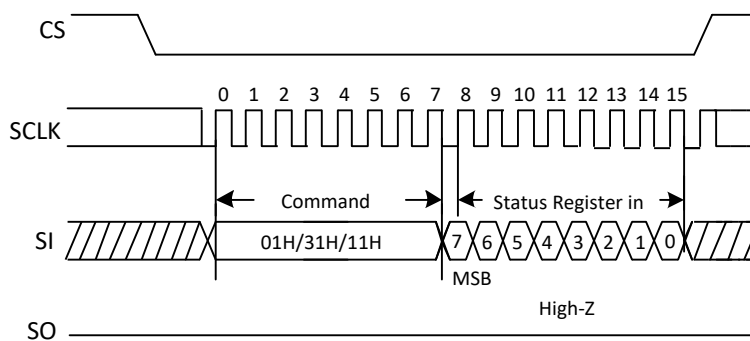 CS
0 1 2 3 4 5 6 7 8 9 10 11 12 13 14 15
SCLK
Command Status Register in
SI 01H/31H/11H 7 6 5 4 3 2 1 0
MSB
High-Z
SO